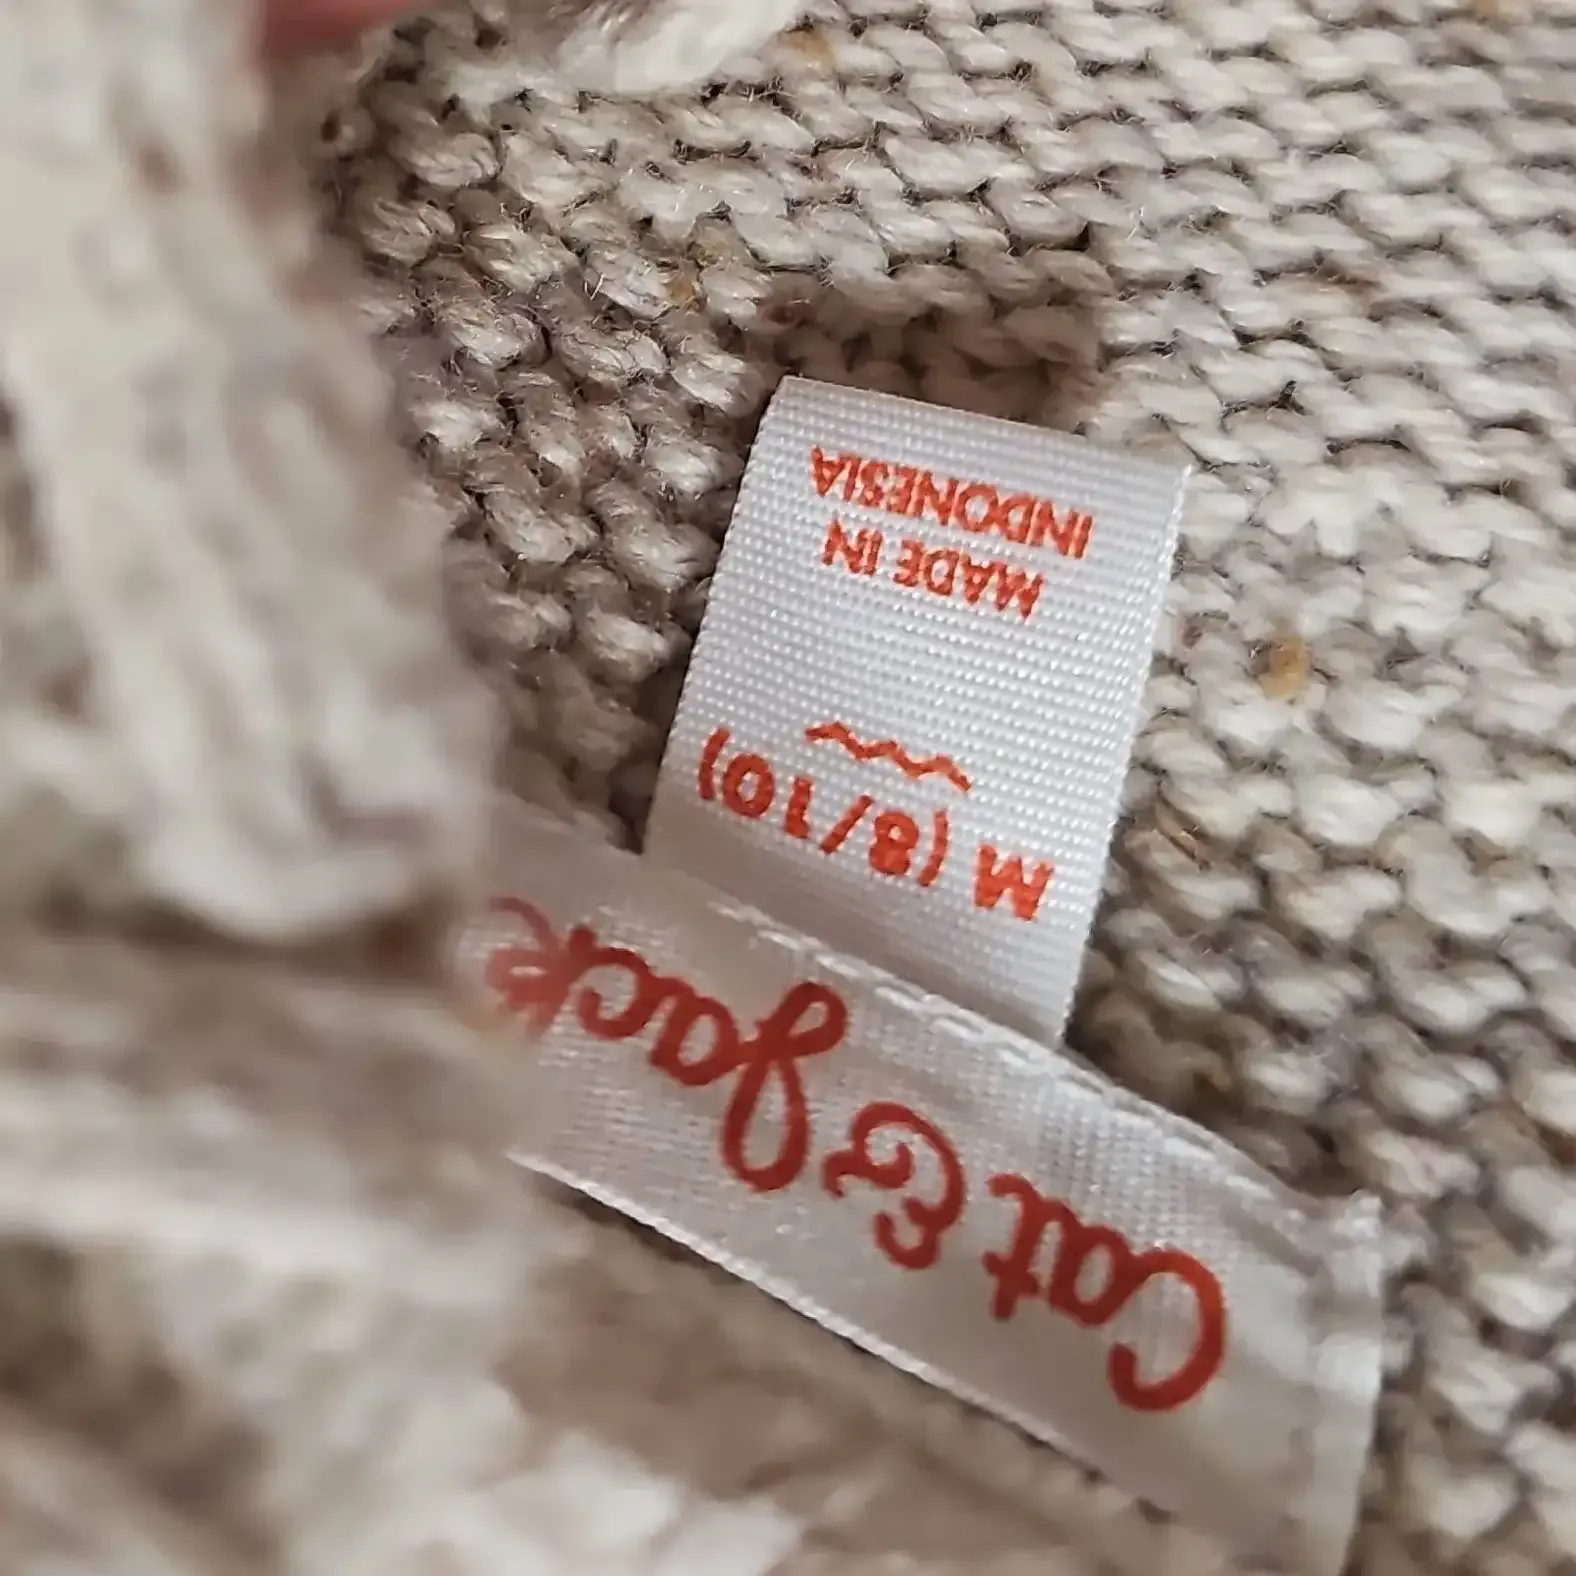 Cat & Jack
M (8/10)
MADE IN
INDONESIA